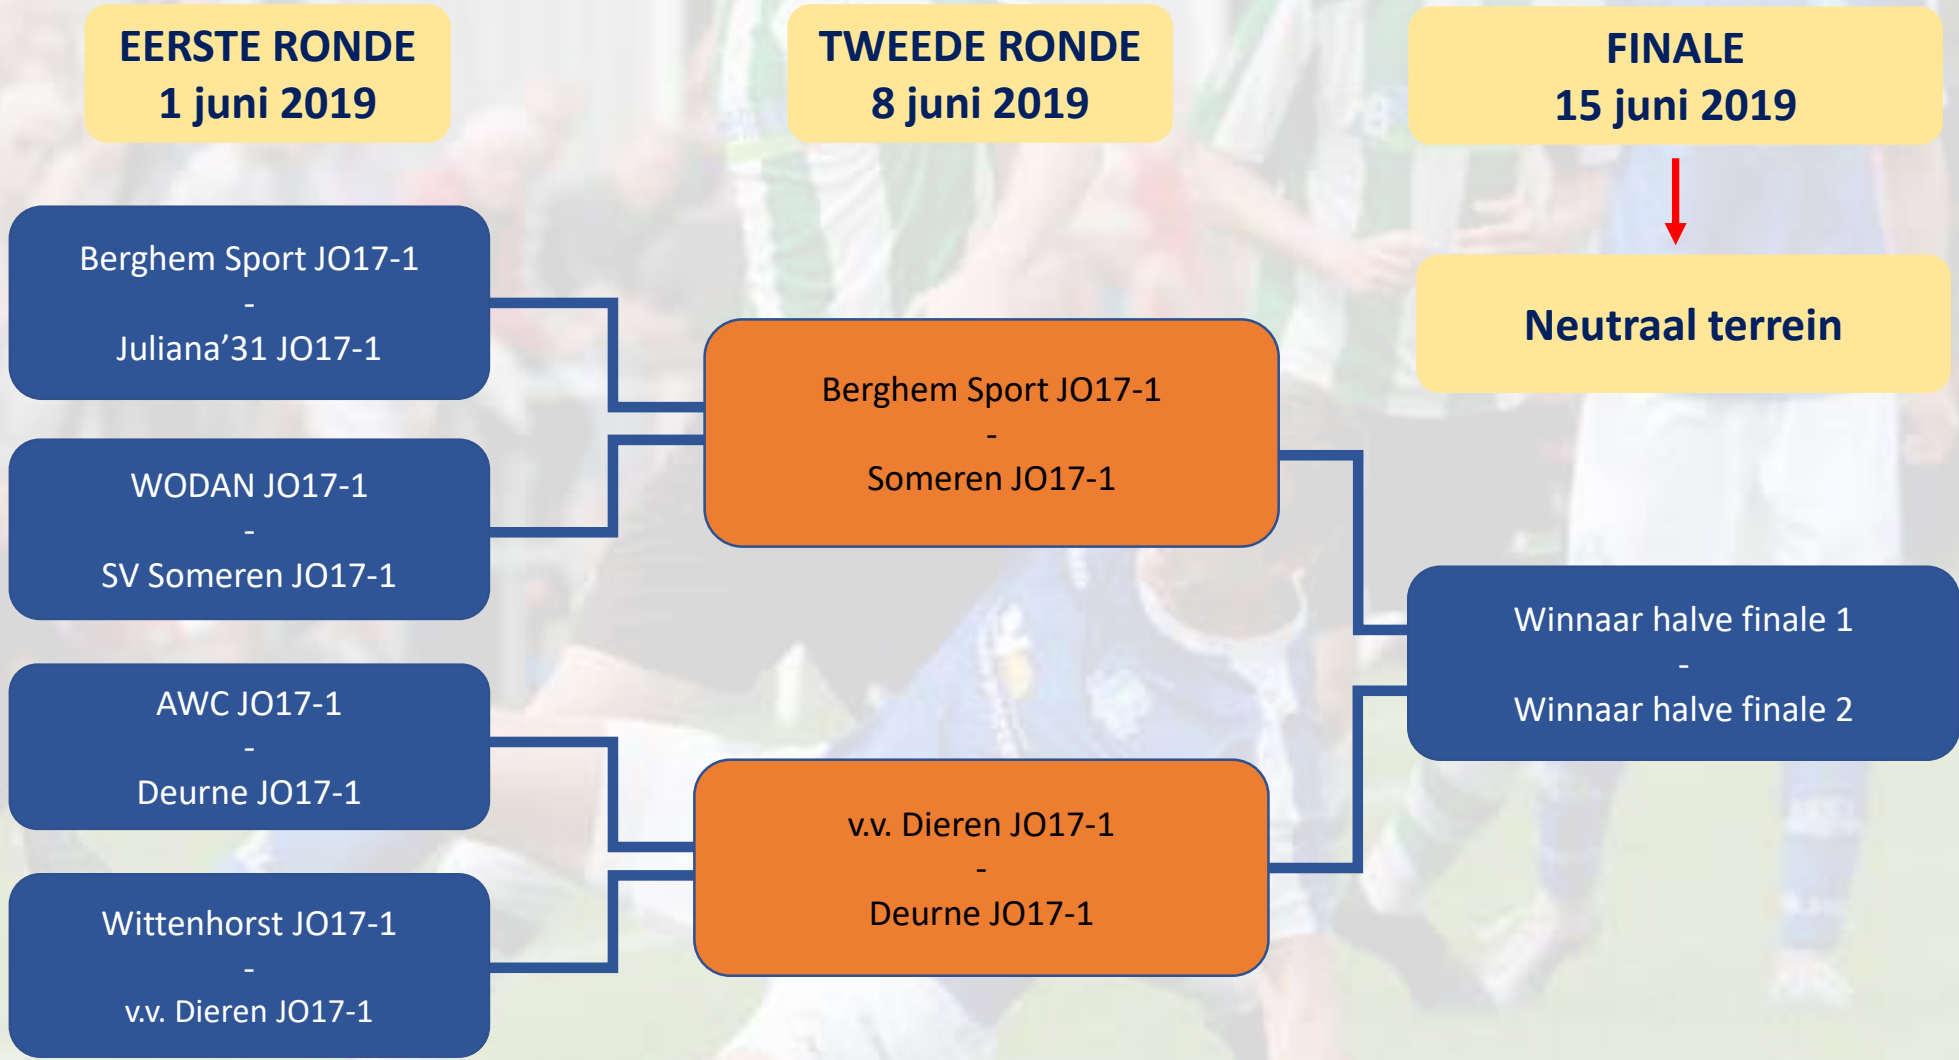 EERSTE RONDE
1 juni 2019
TWEEDE RONDE
8 juni 2019
FINALE
15 juni 2019
Neutraal terrein
Berghem Sport JO17-1
-
Juliana’31 JO17-1
WODAN JO17-1
-
SV Someren JO17-1
AWC JO17-1
-
Deurne JO17-1
Wittenhorst JO17-1
-
v.v. Dieren JO17-1
Berghem Sport JO17-1
-
Someren JO17-1
v.v. Dieren JO17-1
-
Deurne JO17-1
Winnaar halve finale 1
-
Winnaar halve finale 2